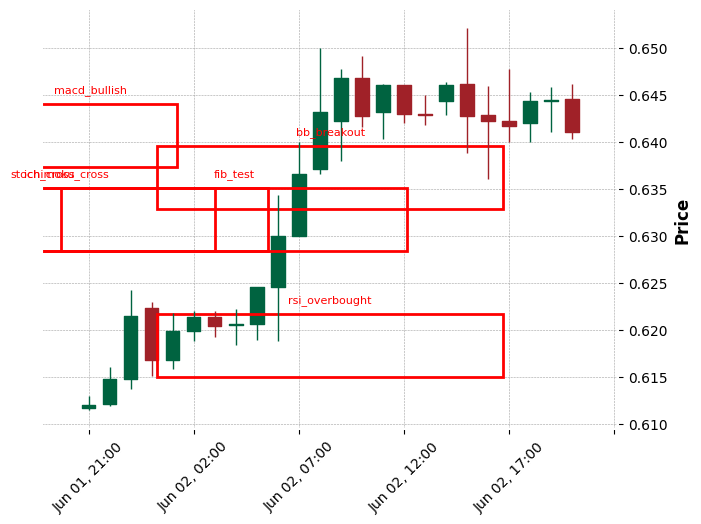 macd_bullish
bb_breakout
stoch_cross
ichimoku_cross
fib_test
rsi_overbought
0.650
0.645
0.640
0.635
0.630
0.625
0.620
0.615
0.610
Price
Jun 01, 21:00
Jun 02, 02:00
Jun 02, 07:00
Jun 02, 12:00
Jun 02, 17:00